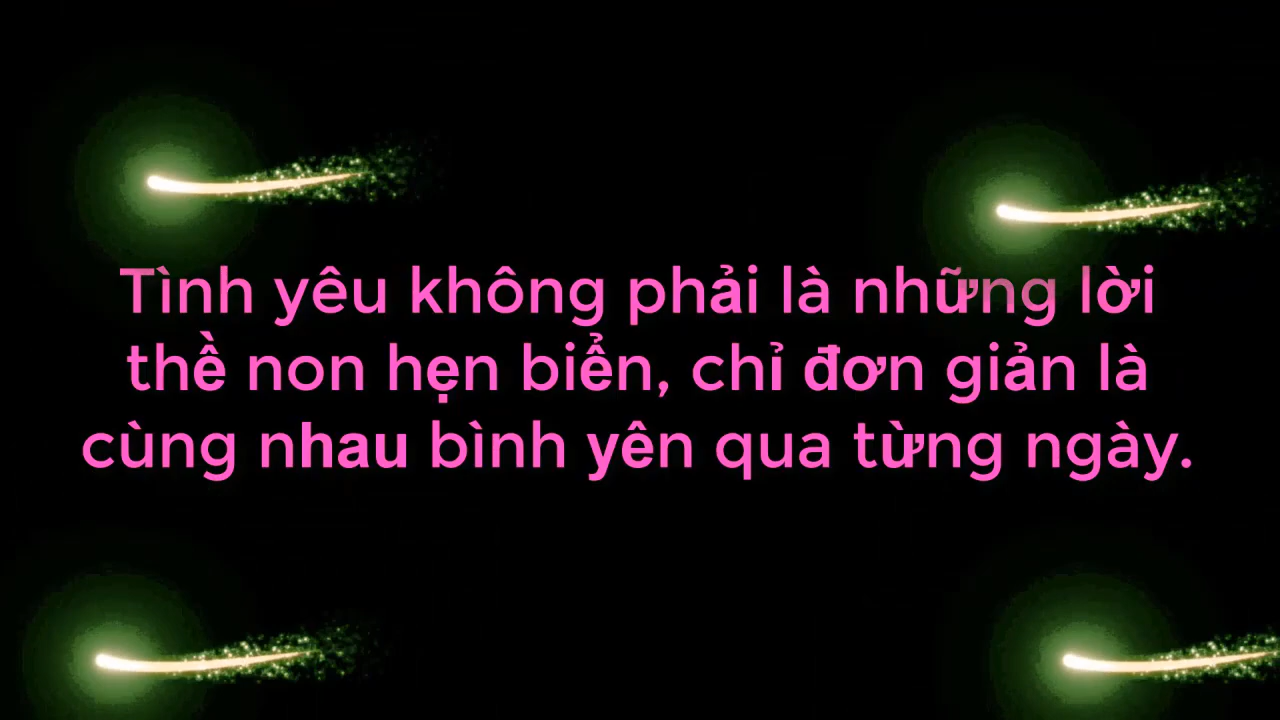 Tình yêu không phải là những lời
thề non hẹn biển, chỉ đơn giản là
cùng nhau bình yên qua từng ngày.